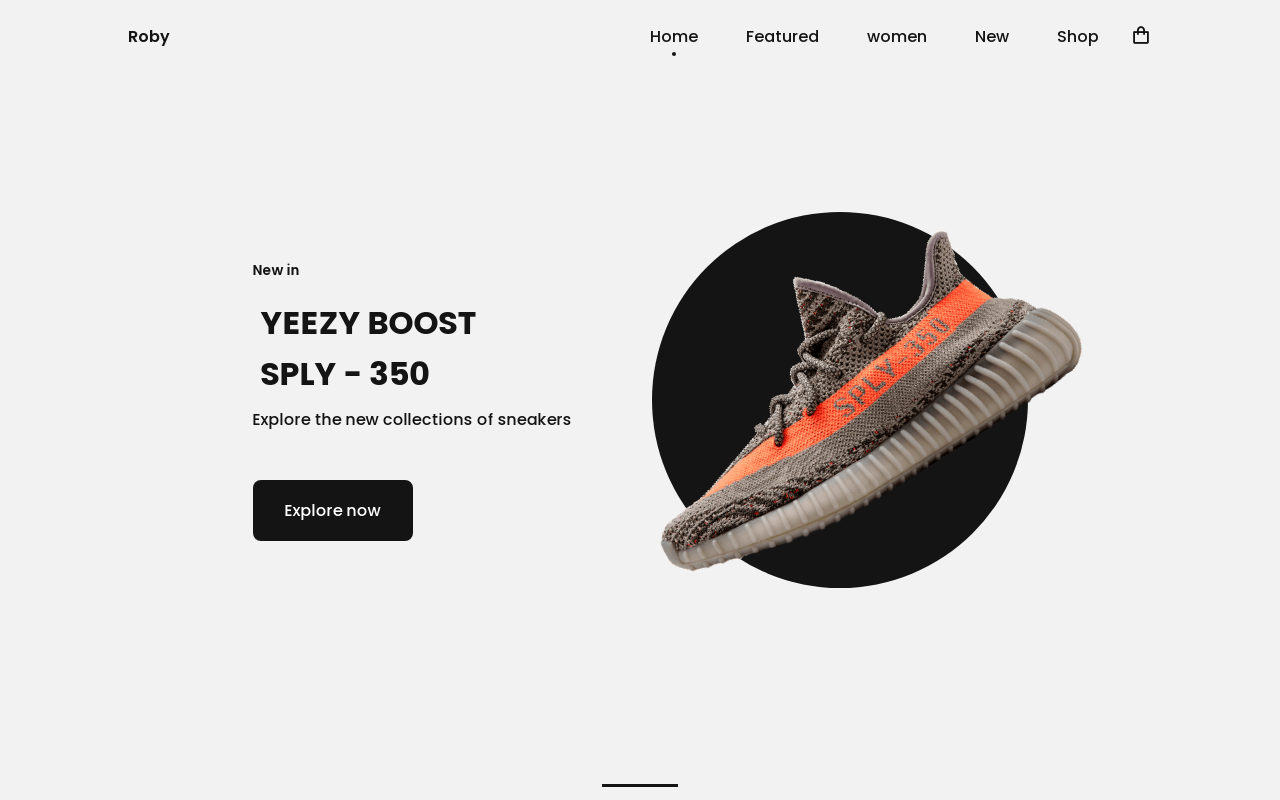 Roby
Home Featured women New Shop
New in
YEEZY BOOST
SPLY - 350
Explore the new collections of sneakers
Explore now
SPLY-350